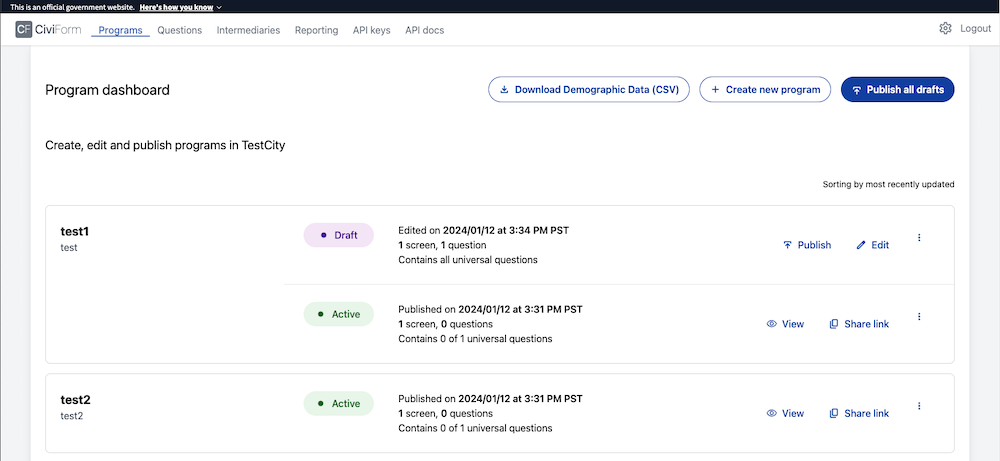 This is an official government website. Here's how you know
CF CiviForm Programs Questions Intermediaries Reporting API keys API docs Logout
Program dashboard Download Demographic Data (CSV) + Create new program Publish all drafts
Create, edit and publish programs in TestCity
Sorting by most recently updated
test1
test
Draft
Edited on 2024/01/12 at 3:34 PM PST
1 screen, 1 question
Contains all universal questions
Publish Edit
Active
Published on 2024/01/12 at 3:31 PM PST
1 screen, 0 questions
Contains 0 of 1 universal questions
View Share link
test2
test2
Active
Published on 2024/01/12 at 3:31 PM PST
1 screen, 0 questions
Contains 0 of 1 universal questions
View Share link